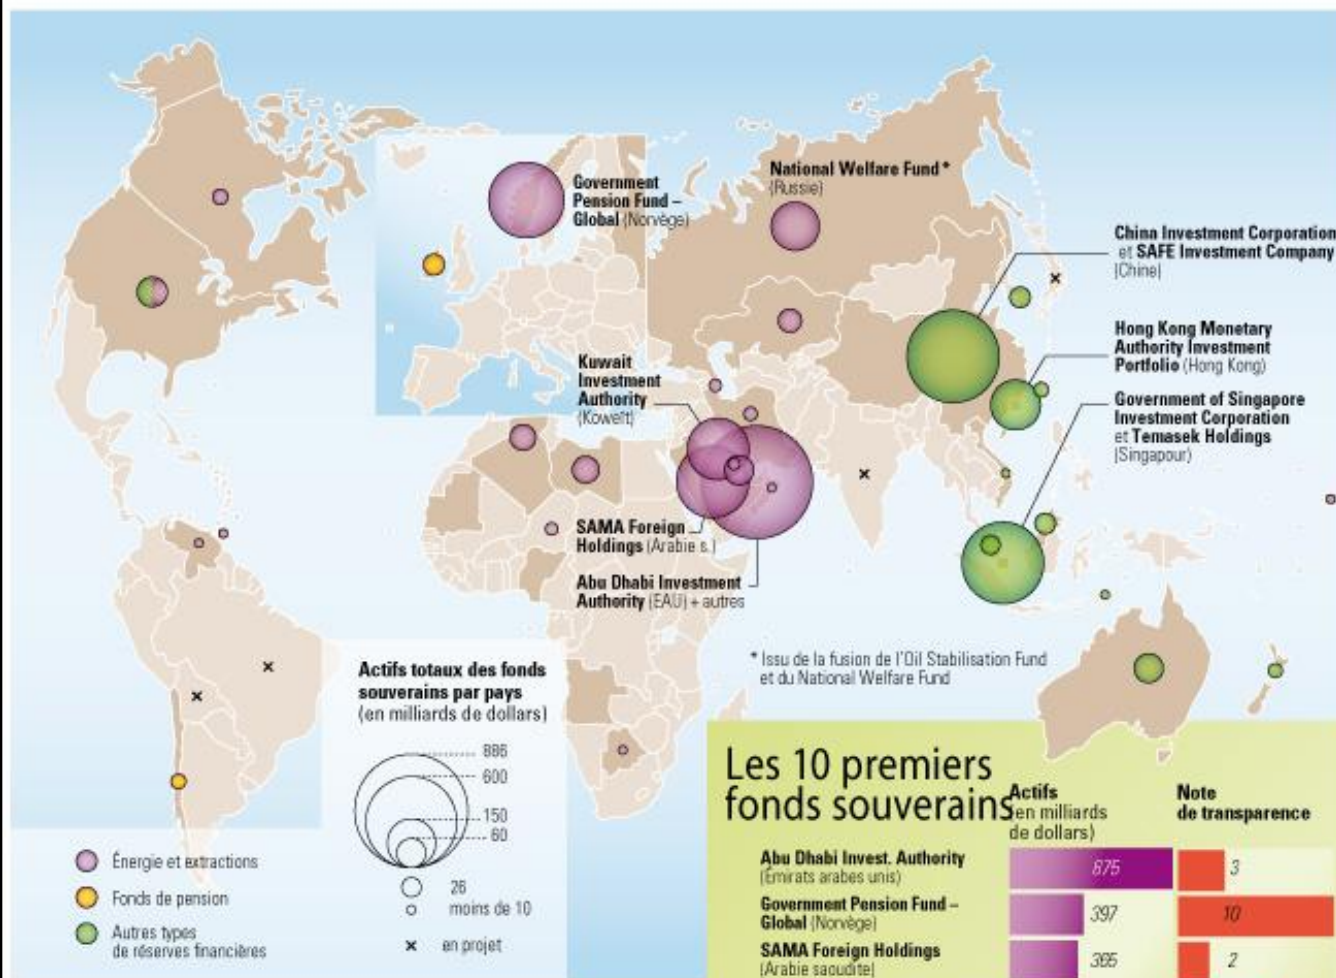 Government
Pension Fund –
Global (Norvège)
National Welfare Fund*
(Russie)
China Investment Corporation
et SAFE Investment Company
(Chine)
Hong Kong Monetary
Authority Investment
Portfolio (Hong Kong)
Government of Singapore
Investment Corporation
et Temasek Holdings
(Singapour)
Kuwait
Investment
Authority
(Koweït)
SAMA Foreign
Holdings (Arabie s.)
Abu Dhabi Investment
Authority (EAU) + autres
* Issu de la fusion de l'Oil Stabilisation Fund
et du National Welfare Fund
Actifs totaux des fonds
souverains par pays
(en milliards de dollars)
886
600
150
60
26
moins de 10
× en projet
Énergie et extractions
Fonds de pension
Autres types
de réserves financières
Les 10 premiers
fonds souverains
Actifs
(en milliards
de dollars)
Note
de transparence
Abu Dhabi Invest. Authority
(Émirats arabes unis)
875
3
Government Pension Fund –
Global (Norvège)
397
10
SAMA Foreign Holdings
(Arabie saoudite)
365
2